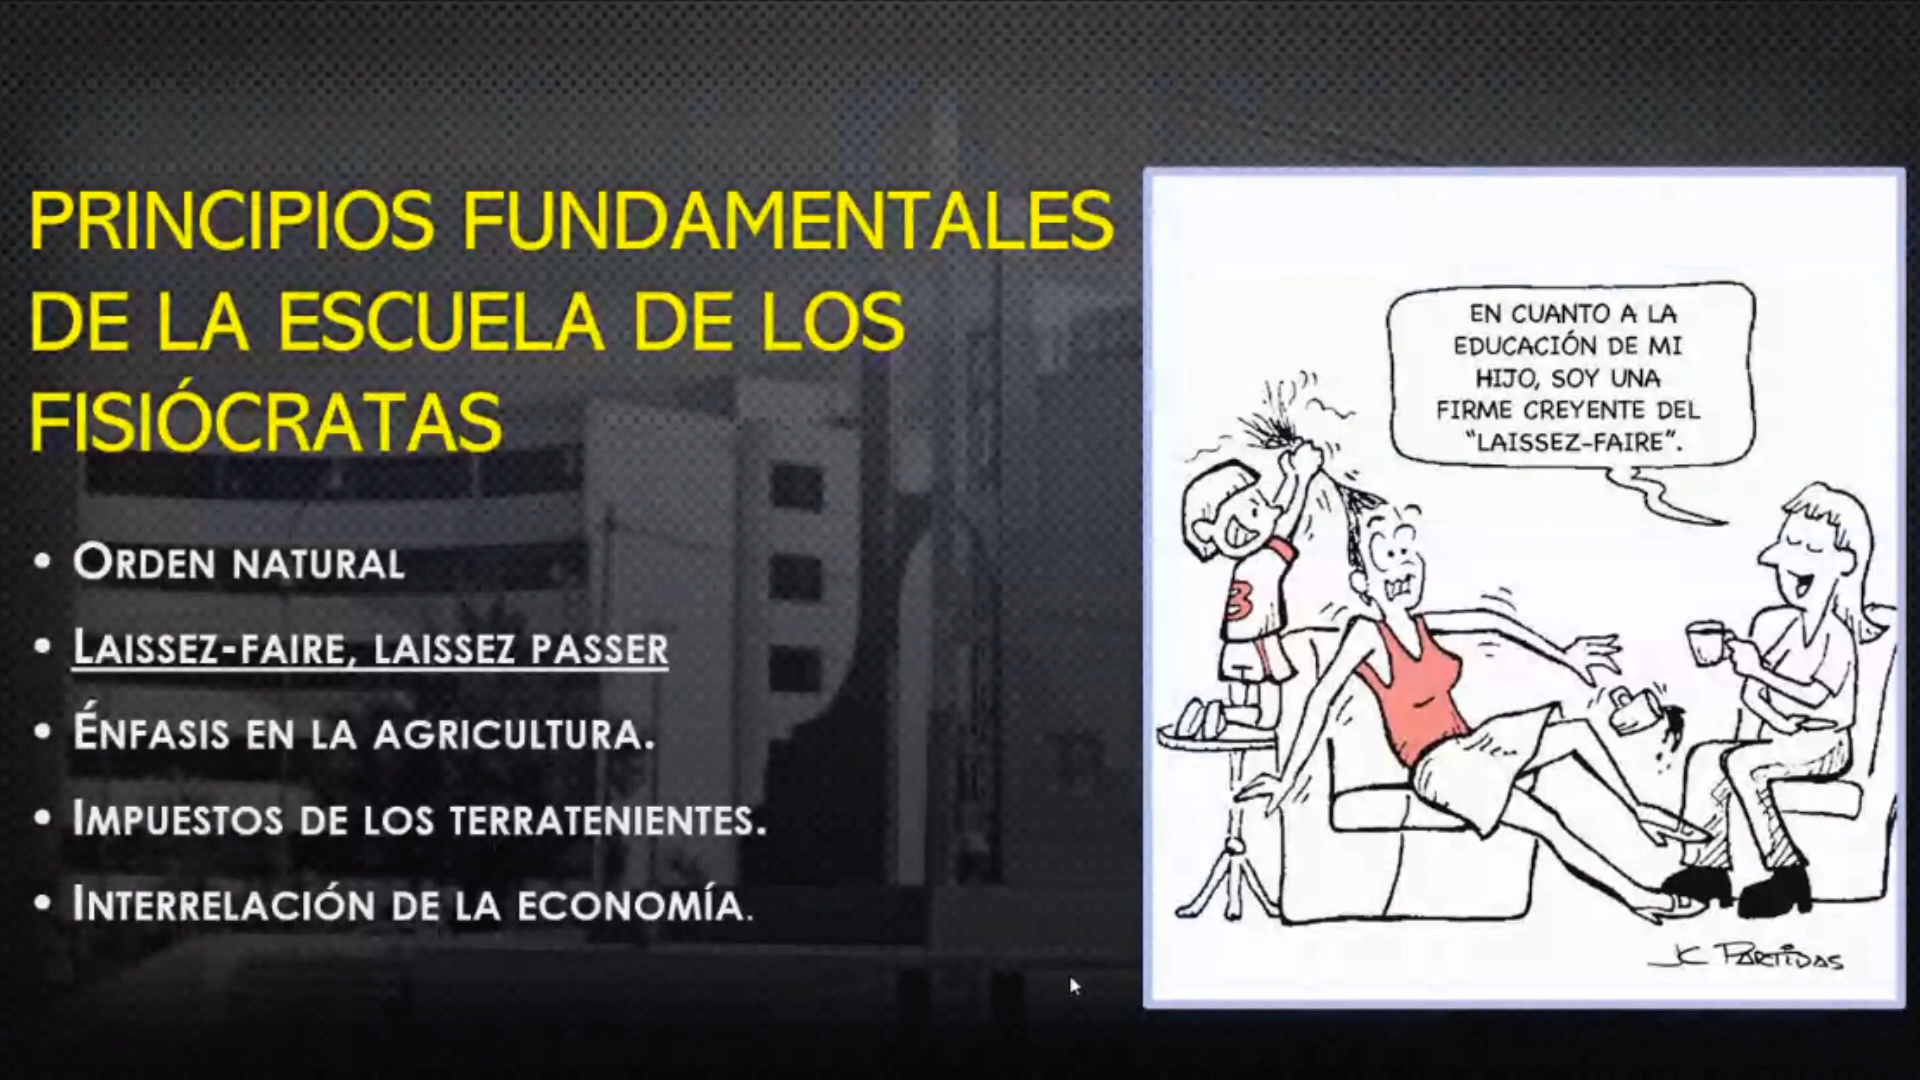 PRINCIPIOS FUNDAMENTALES
DE LA ESCUELA DE LOS
FISIÓCRATAS
• ORDEN NATURAL
• LAISSEZ-FAIRE, LAISSEZ PASSER
• ÉNFASIS EN LA AGRICULTURA.
• IMPUESTOS DE LOS TERRATENIENTES.
• INTERRELACIÓN DE LA ECONOMÍA.
EN CUANTO A LA
EDUCACIÓN DE MI
HIJO, SOY UNA
FIRME CREYENTE DEL
“LAISSEZ-FAIRE”.
3
JC PARTIDAS